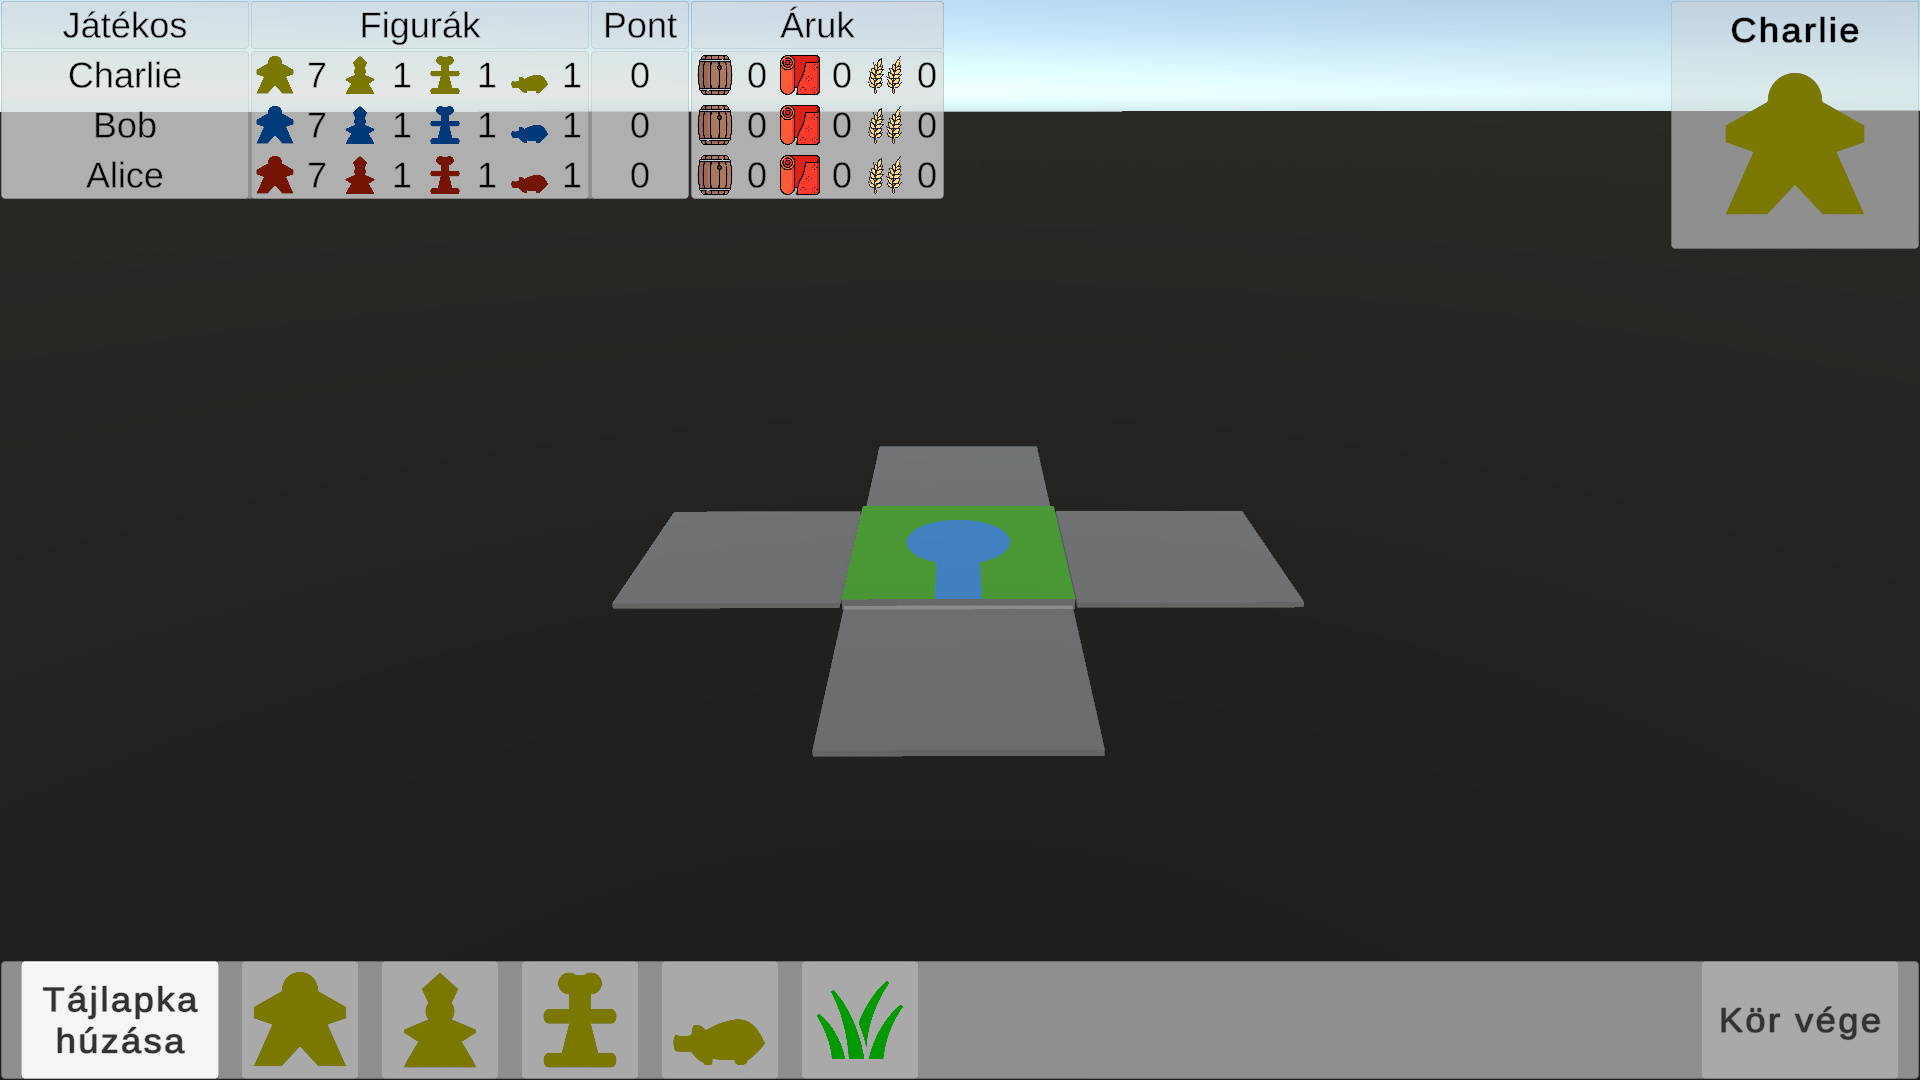 Játékos Figurák Pont Áruk
Charlie 7 1 1 1 0 0 0 0
Bob 7 1 1 1 0 0 0 0
Alice 7 1 1 1 0 0 0 0
Charlie
Tájlapka
húzása
Kör vége